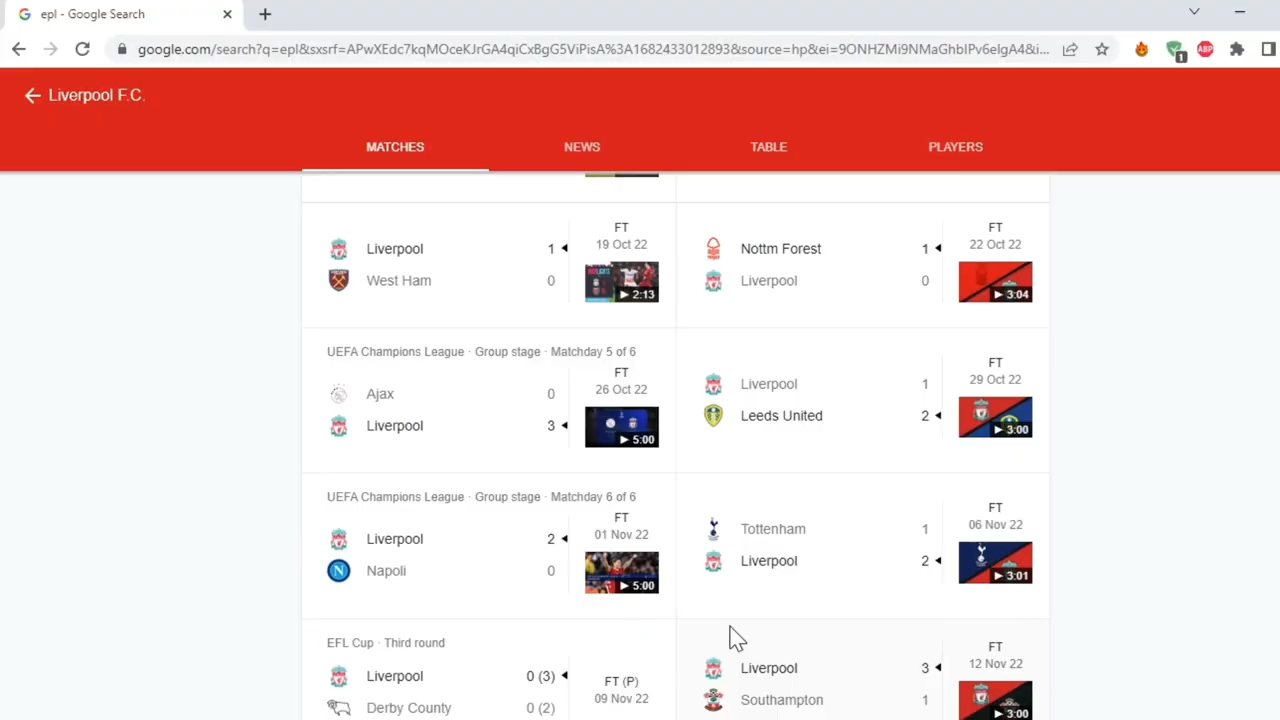 epl - Google Search
google.com/search?q=epl&sxsrf=APwXEdc7kqMOceKJrGA4qiCxBgG5ViPisA%3A1682433012893&source=hp&ei=9ONHZMi9NMaGhbIPv6elgA4&i...
1
ABP
Liverpool F.C.
MATCHES
NEWS
TABLE
PLAYERS
Liverpool 1
West Ham 0
FT
19 Oct 22
2:13
Nottm Forest 1
Liverpool 0
FT
22 Oct 22
3:04
UEFA Champions League · Group stage · Matchday 5 of 6
Ajax 0
Liverpool 3
FT
26 Oct 22
5:00
Liverpool 1
Leeds United 2
FT
29 Oct 22
3:00
UEFA Champions League · Group stage · Matchday 6 of 6
Liverpool 2
Napoli 0
FT
01 Nov 22
5:00
Tottenham 1
Liverpool 2
FT
06 Nov 22
3:01
EFL Cup · Third round
Liverpool 0 (3)
Derby County 0 (2)
FT (P)
09 Nov 22
Liverpool 3
Southampton 1
FT
12 Nov 22
3:00